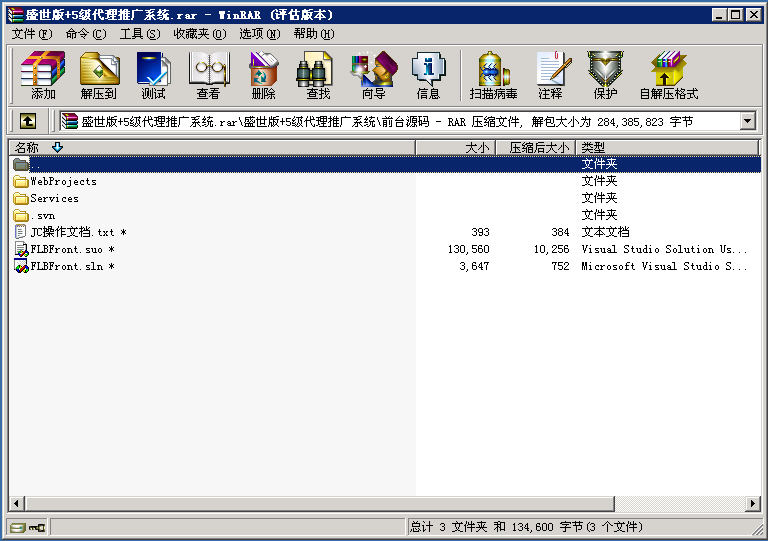 盛世版+5级代理推广系统.rar - WinRAR (评估版本)
文件(F) 命令(C) 工具(S) 收藏夹(O) 选项(N) 帮助(H)
添加 解压到 测试 查看 删除 查找 向导 信息 扫描病毒 注释 保护 自解压格式
盛世版+5级代理推广系统.rar\盛世版+5级代理推广系统\前台源码 - RAR 压缩文件, 解包大小为 284,385,823 字节
名称 大小 压缩后大小 类型
.. 文件夹
WebProjects 文件夹
Services 文件夹
.svn 文件夹
JC操作文档.txt * 393 384 文本文档
FLBFront.suo * 130,560 10,256 Visual Studio Solution Us...
FLBFront.sln * 3,647 752 Microsoft Visual Studio S...
总计 3 文件夹 和 134,600 字节(3 个文件)